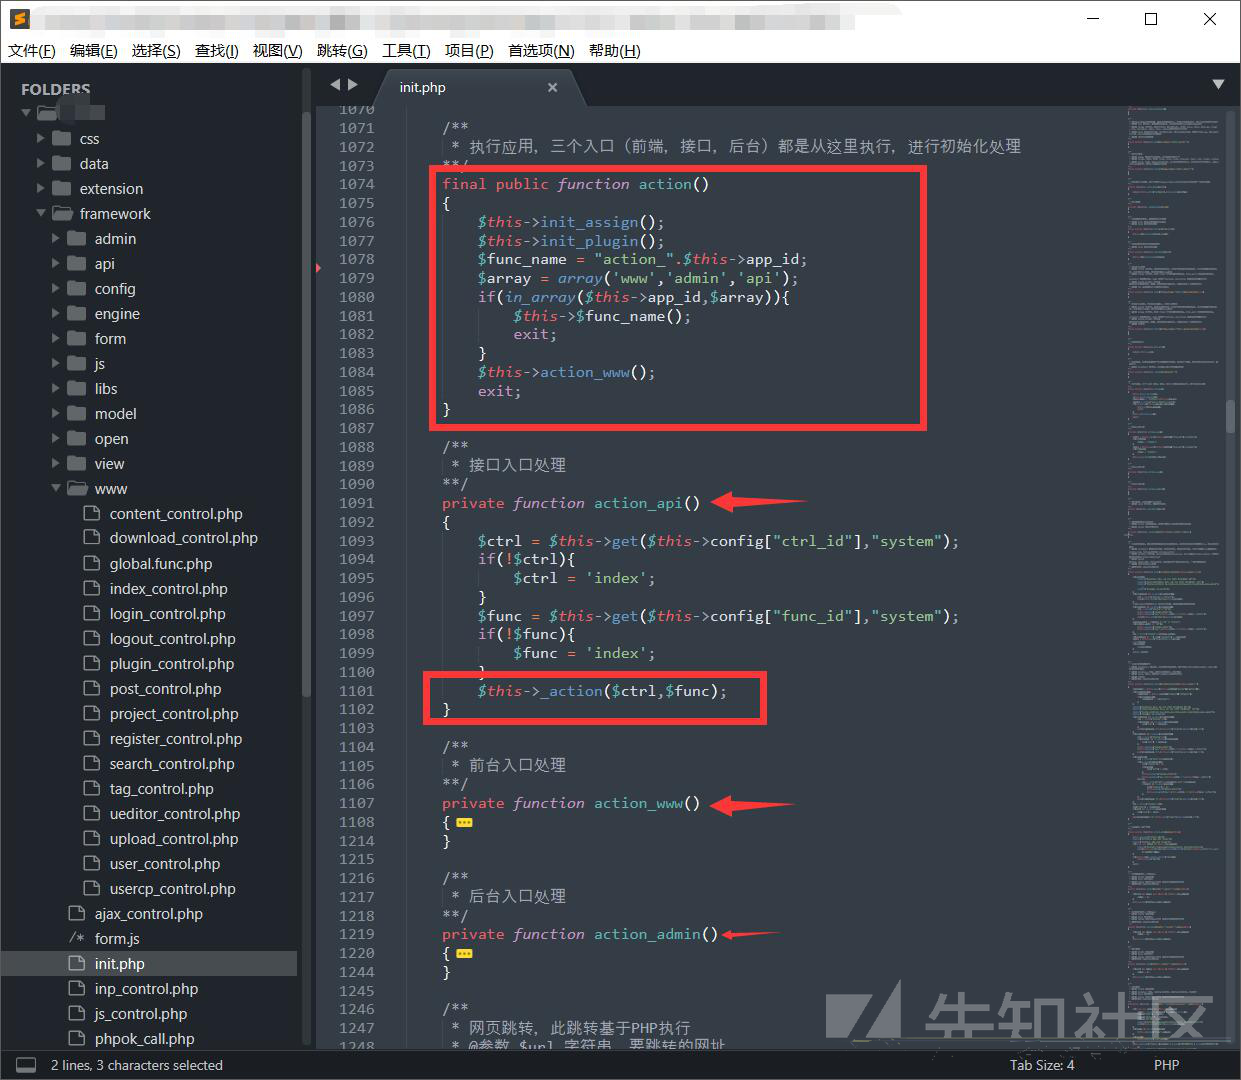 文件(F) 编辑(E) 选择(S) 查找(I) 视图(V) 跳转(G) 工具(T) 项目(P) 首选项(N) 帮助(H)
FOLDERS
css
data
extension
framework
admin
api
config
engine
form
js
libs
model
open
view
www
content_control.php
download_control.php
global.func.php
index_control.php
login_control.php
logout_control.php
plugin_control.php
post_control.php
project_control.php
register_control.php
search_control.php
tag_control.php
ueditor_control.php
upload_control.php
user_control.php
usercp_control.php
ajax_control.php
/* form.js
init.php
inp_control.php
js_control.php
phpok_call.php
init.php
1070
1071 /**
1072 * 执行应用，三个入口（前端，接口，后台）都是从这里执行，进行初始化处理
1073 **/
1074 final public function action()
1075 {
1076 $this->init_assign();
1077 $this->init_plugin();
1078 $func_name = "action_".$this->app_id;
1079 $array = array('www','admin','api');
1080 if(in_array($this->app_id,$array)){
1081 $this->$func_name();
1082 exit;
1083 }
1084 $this->action_www();
1085 exit;
1086 }
1087
1088 /**
1089 * 接口入口处理
1090 **/
1091 private function action_api()
1092 {
1093 $ctrl = $this->get($this->config["ctrl_id"],"system");
1094 if(!$ctrl){
1095 $ctrl = 'index';
1096 }
1097 $func = $this->get($this->config["func_id"],"system");
1098 if(!$func){
1099 $func = 'index';
1100 }
1101 $this->_action($ctrl,$func);
1102 }
1103
1104 /**
1105 * 前台入口处理
1106 **/
1107 private function action_www()
1108 {
1214 }
1215
1216 /**
1217 * 后台入口处理
1218 **/
1219 private function action_admin()
1220 {
1244 }
1245
1246 /**
1247 * 网页跳转，此跳转基于PHP执行
1248 * @参数 $url 字符串，要跳转的网址
先知社区
2 lines, 3 characters selected
Tab Size: 4
PHP